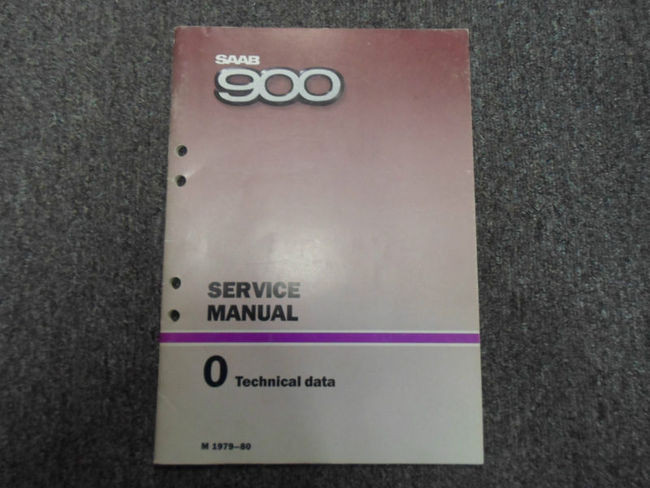 SAAB
900
SERVICE
MANUAL
0 Technical data
M 1979—80